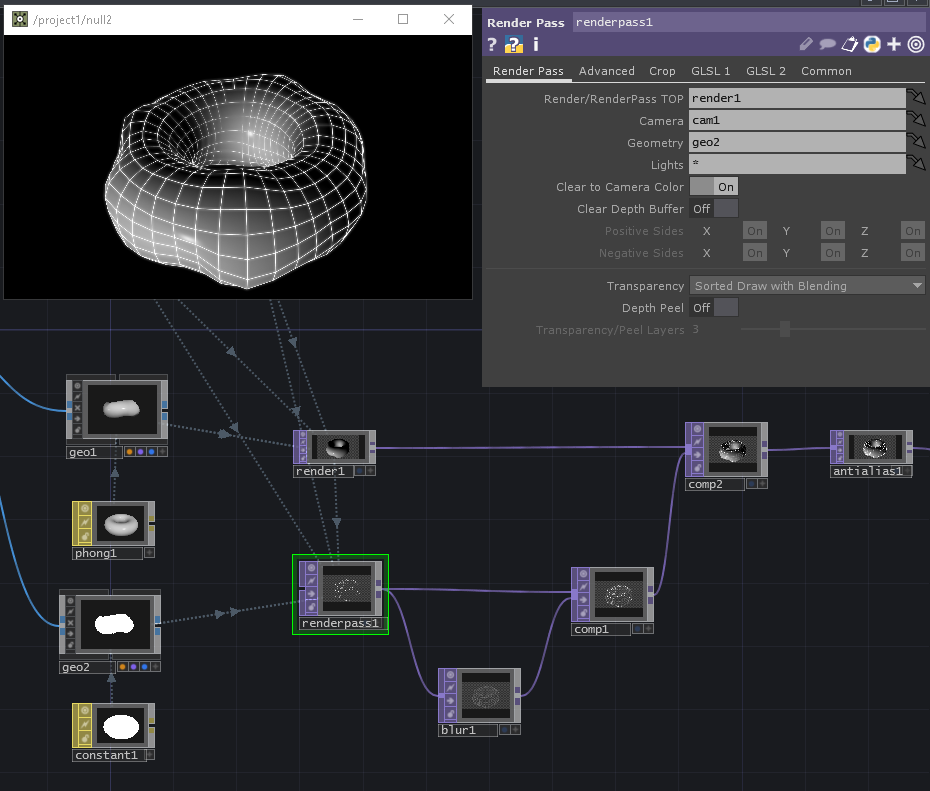 /project1/null2
Render Pass renderpass1
? ? i
Render Pass Advanced Crop GLSL 1 GLSL 2 Common
Render/RenderPass TOP render1
Camera cam1
Geometry geo2
Lights *
Clear to Camera Color On
Clear Depth Buffer Off
Positive Sides X On Y On Z On
Negative Sides X On Y On Z On
Transparency Sorted Draw with Blending
Depth Peel Off
Transparency/Peel Layers 3
geo1
render1
comp2
antialias1
phong1
renderpass1
comp1
geo2
blur1
constant1